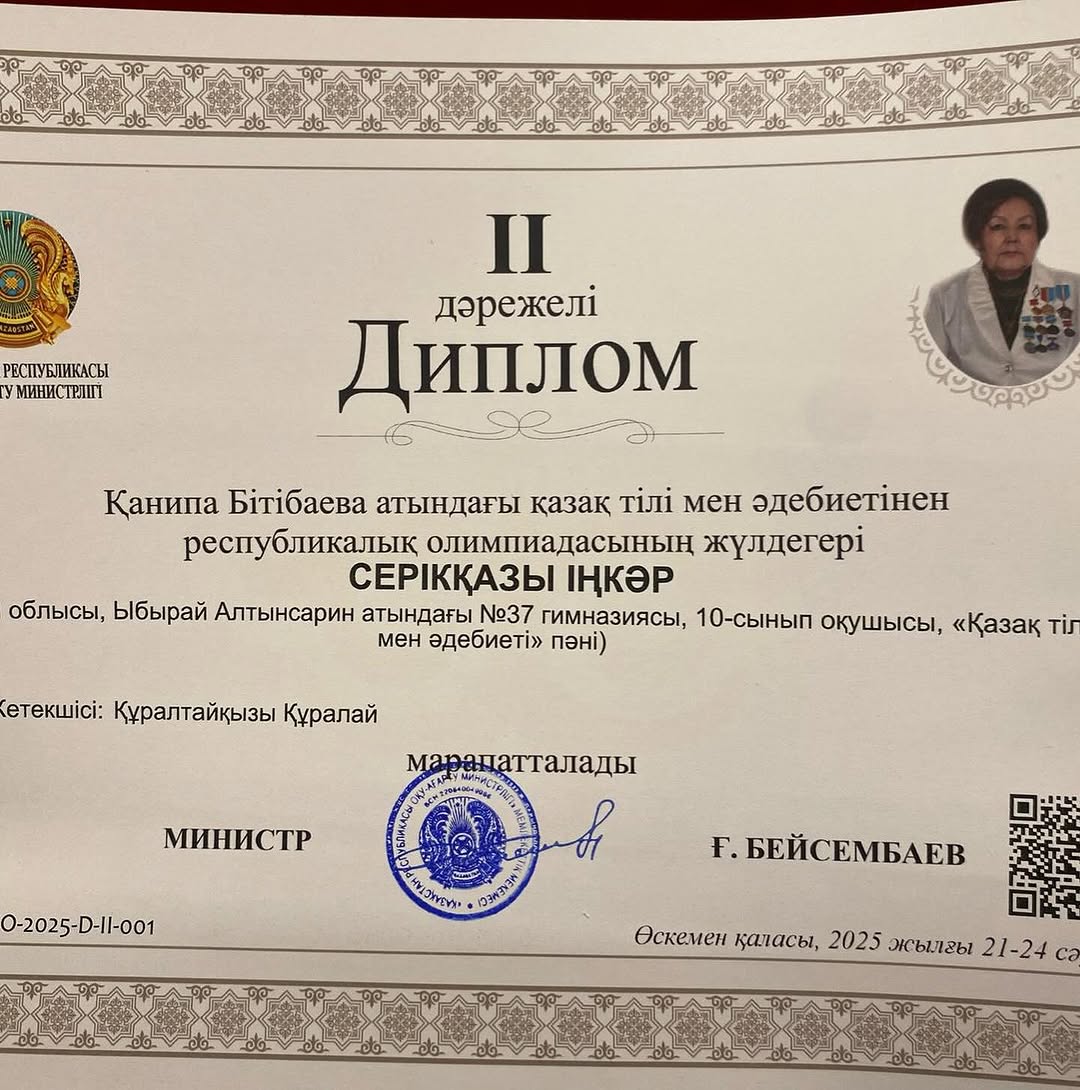 II
дәрежелі
Диплом
РЕСПУБЛИКАСЫ
МИНИСТРЛІГІ
Қанипа Бітібаева атындағы қазақ тілі мен әдебиетінен
республикалық олимпиадасының жүлдегері
СЕРІКҚАЗЫ ІҢКӘР
облысы, Ыбырай Алтынсарин атындағы №37 гимназиясы, 10-сынып оқушысы, «Қазақ тіл
мен әдебиеті» пәні)
Жетекшісі: Құралтайқызы Құралай
марапатталады
МИНИСТР
Ғ. БЕЙСЕМБАЕВ
O-2025-D-II-001
Өскемен қаласы, 2025 жылғы 21-24 сә